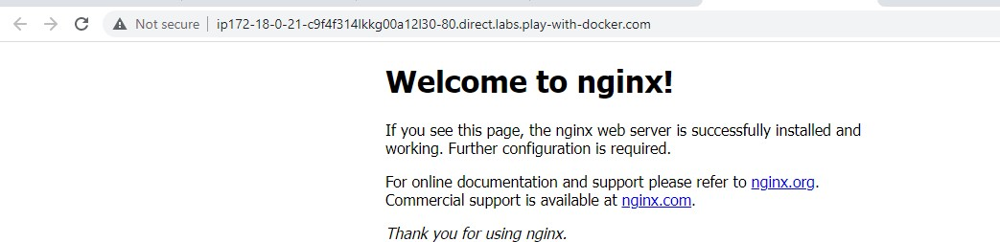 Not secure | ip172-18-0-21-c9f4f314lkkg00a12l30-80.direct.labs.play-with-docker.com
Welcome to nginx!
If you see this page, the nginx web server is successfully installed and
working. Further configuration is required.
For online documentation and support please refer to nginx.org.
Commercial support is available at nginx.com.
Thank you for using nginx.